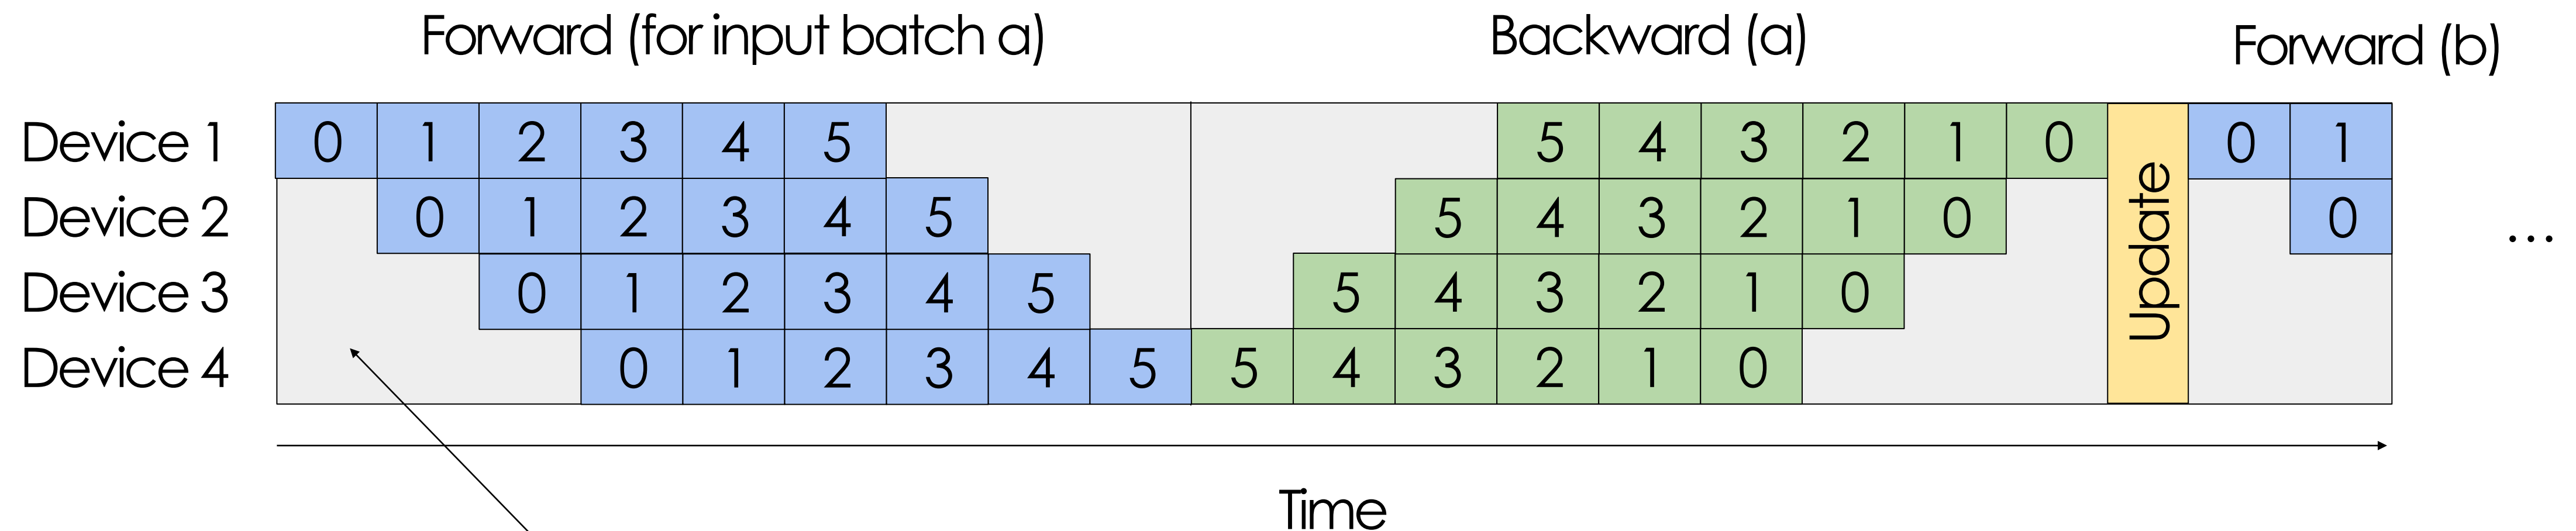 Forward (for input batch a) Backward (a) Forward (b)
Device 1 0 1 2 3 4 5 5 4 3 2 1 0 0 1
Device 2 0 1 2 3 4 5 5 4 3 2 1 0 0
Device 3 0 1 2 3 4 5 5 4 3 2 1 0
Device 4 0 1 2 3 4 5 5 4 3 2 1 0
Update
...
Time